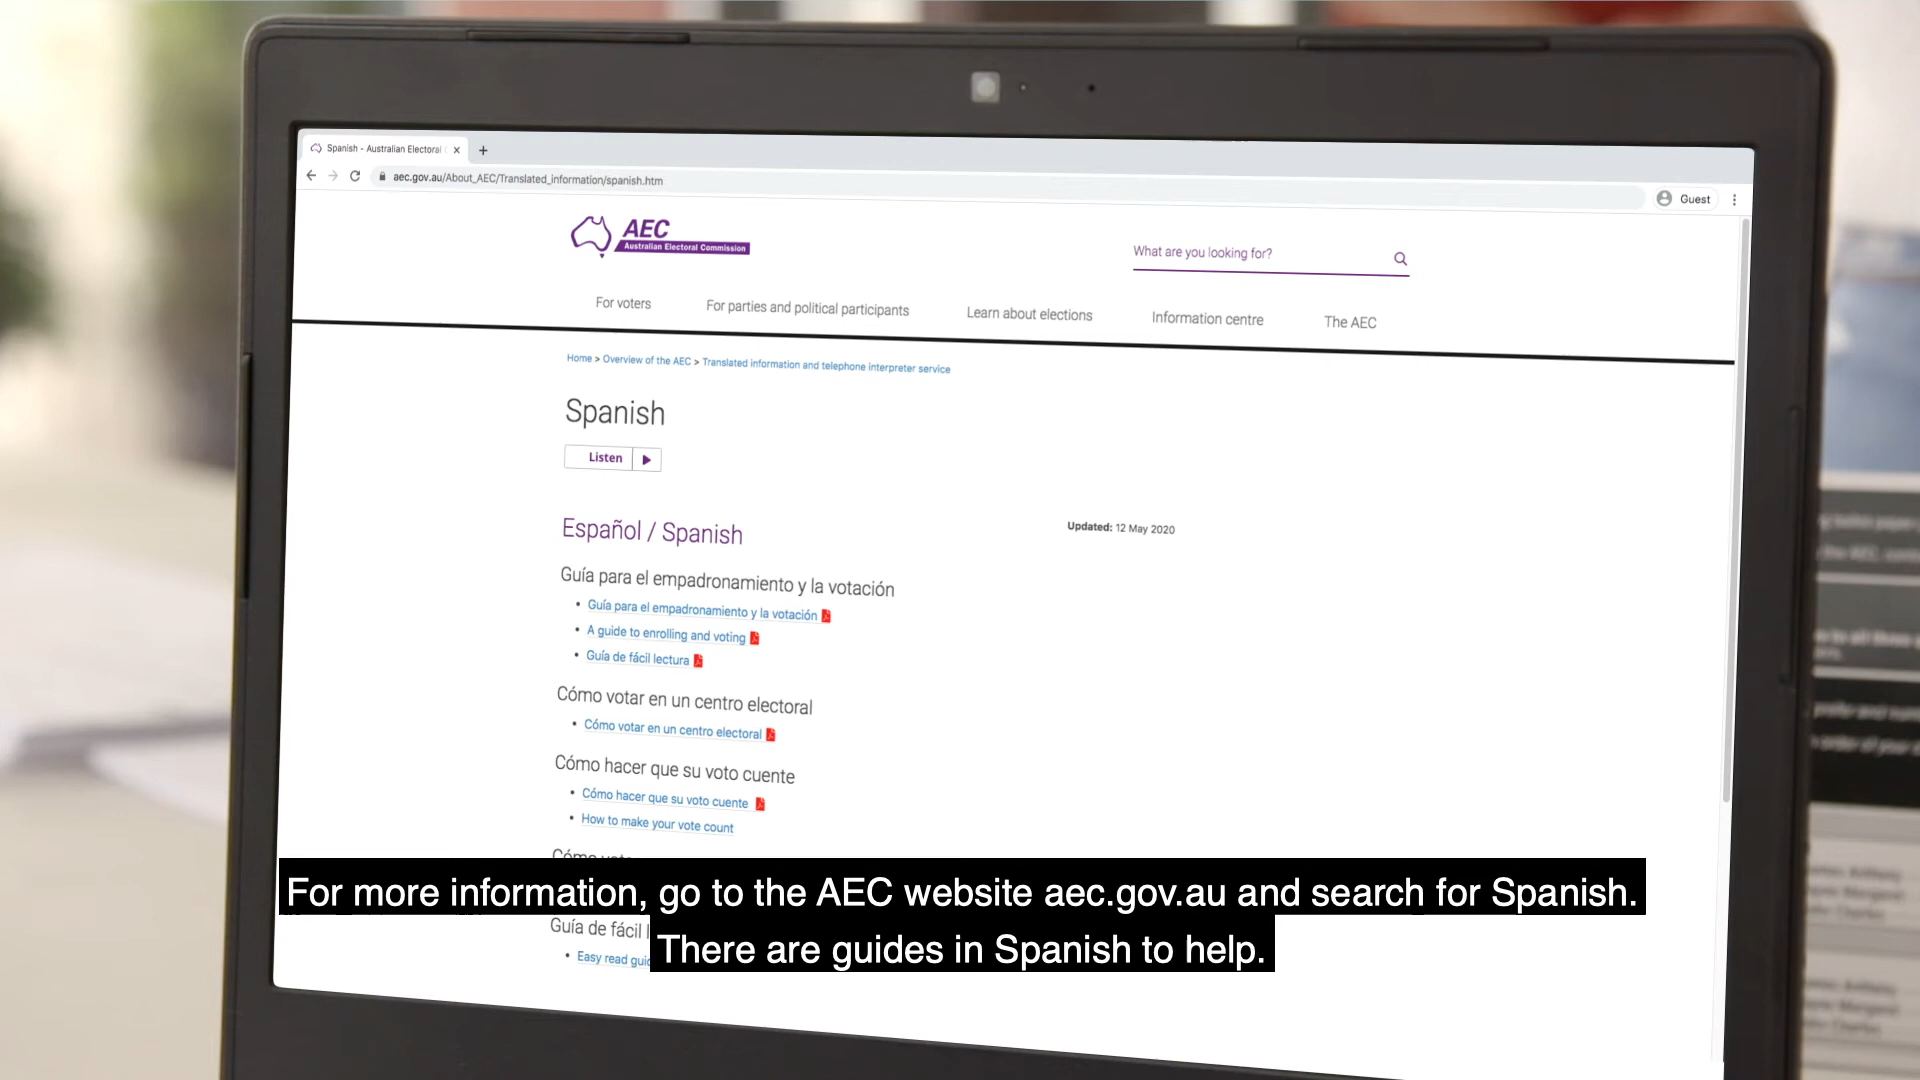 Spanish - Australian Electoral
aec.gov.au/About_AEC/Translated_information/spanish.htm
Guest
AEC
Australian Electoral Commission
What are you looking for?
For voters
For parties and political participants
Learn about elections
Information centre
The AEC
Home > Overview of the AEC > Translated information and telephone interpreter service
Spanish
Listen
Español / Spanish
Updated: 12 May 2020
Guía para el empadronamiento y la votación
• Guía para el empadronamiento y la votación
• A guide to enrolling and voting
• Guía de fácil lectura
Cómo votar en un centro electoral
• Cómo votar en un centro electoral
Cómo hacer que su voto cuente
• Cómo hacer que su voto cuente
• How to make your vote count
Cómo
For more information, go to the AEC website aec.gov.au and search for Spanish.
Guía de fácil
There are guides in Spanish to help.
• Easy read